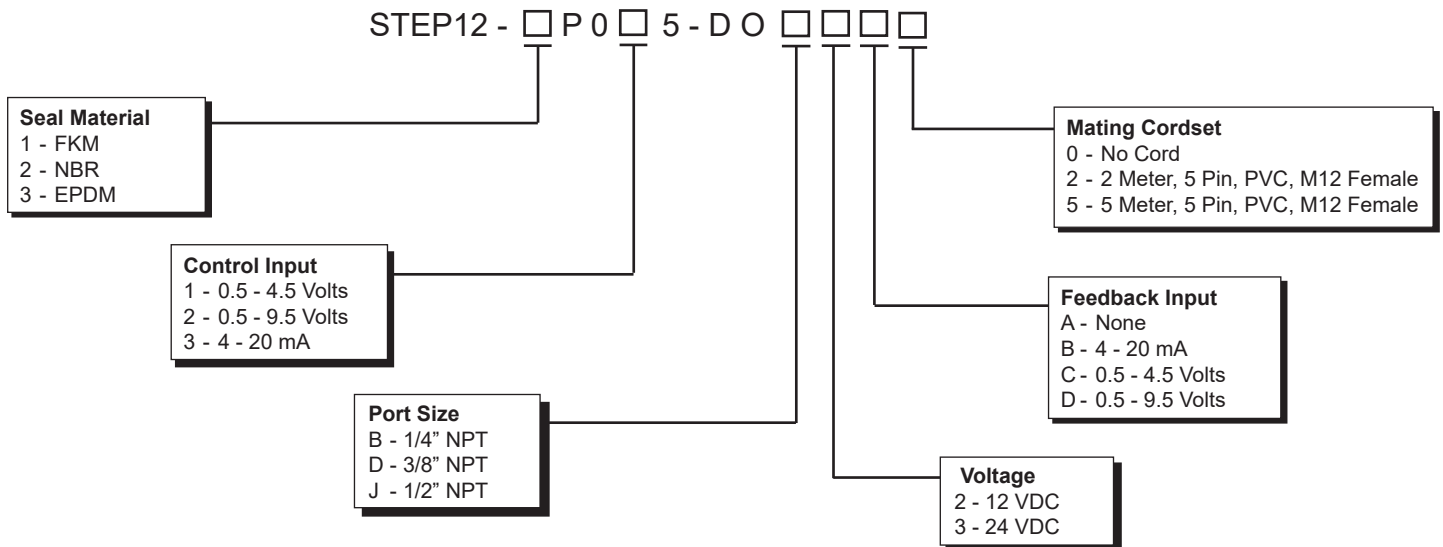 STEP12 - □ P 0 □ 5 - D O □ □ □ □
Seal Material
1 - FKM
2 - NBR
3 - EPDM
Mating Cordset
0 - No Cord
2 - 2 Meter, 5 Pin, PVC, M12 Female
5 - 5 Meter, 5 Pin, PVC, M12 Female
Control Input
1 - 0.5 - 4.5 Volts
2 - 0.5 - 9.5 Volts
3 - 4 - 20 mA
Feedback Input
A - None
B - 4 - 20 mA
C - 0.5 - 4.5 Volts
D - 0.5 - 9.5 Volts
Port Size
B - 1/4” NPT
D - 3/8” NPT
J - 1/2” NPT
Voltage
2 - 12 VDC
3 - 24 VDC